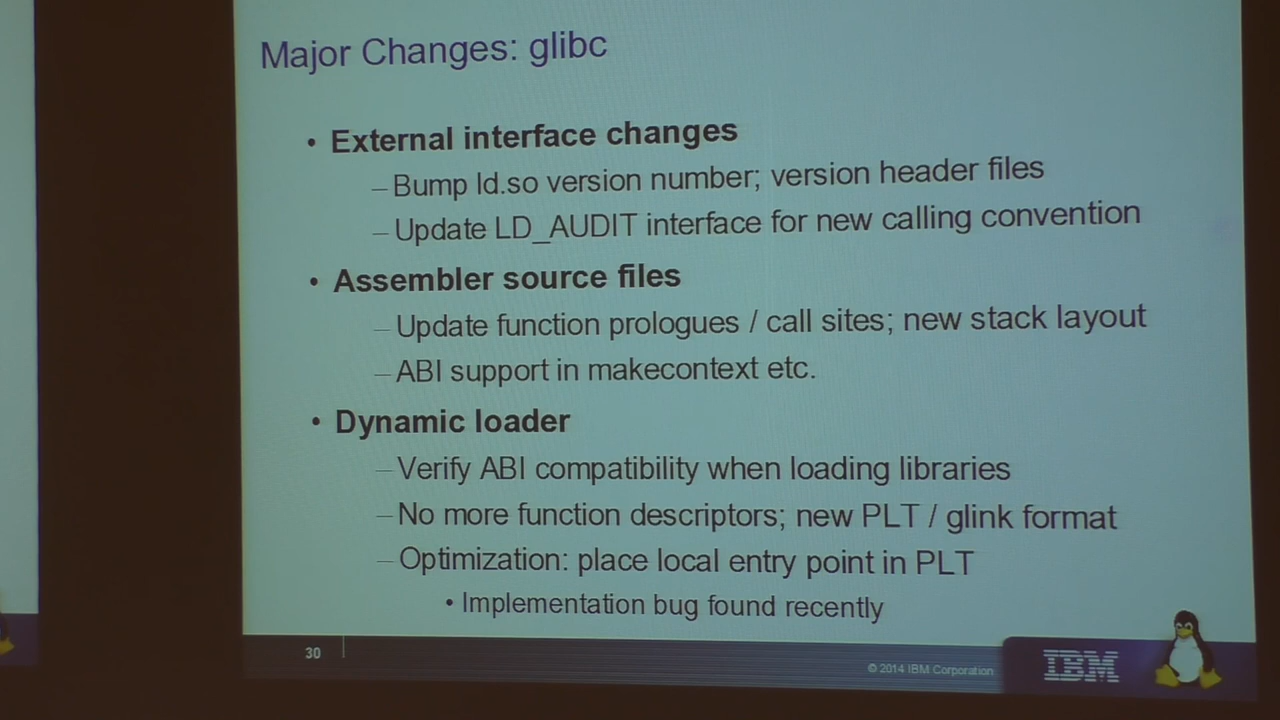 Major Changes: glibc
• External interface changes
– Bump ld.so version number; version header files
– Update LD_AUDIT interface for new calling convention
• Assembler source files
– Update function prologues / call sites; new stack layout
– ABI support in makecontext etc.
• Dynamic loader
– Verify ABI compatibility when loading libraries
– No more function descriptors; new PLT / glink format
– Optimization: place local entry point in PLT
• Implementation bug found recently
30
© 2014 IBM Corporation
IBM